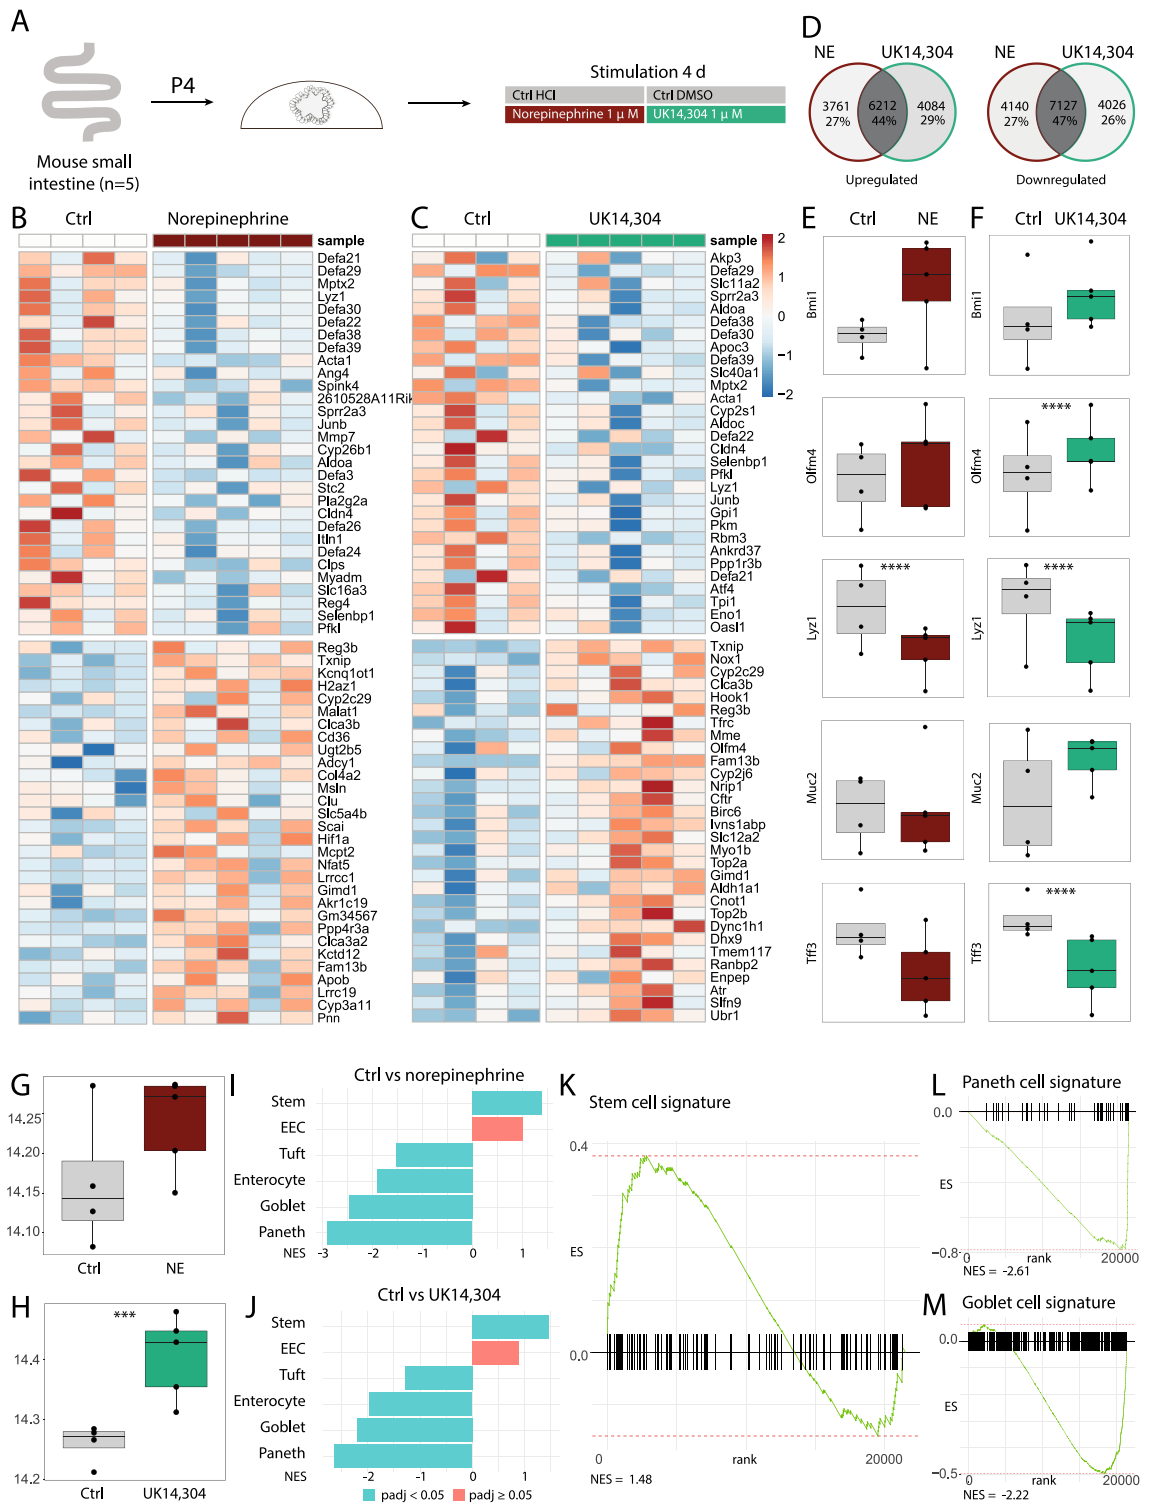 A
P4
Mouse small
intestine (n=5)
Stimulation 4 d
Ctrl HCl
Ctrl DMSO
Norepinephrine 1 µ M
UK14,304 1 µ M
D
NE
UK14,304
3761
27%
6212
44%
4084
29%
Upregulated
4140
27%
7127
47%
4026
26%
NE
UK14,304
Downregulated
B
Ctrl
Norepinephrine
sample
Defa21
Defa29
Mptx2
Lyz1
Defa30
Defa22
Defa38
Defa39
Acta1
Ang4
Spink4
2610528A11Rik
Sprr2a3
Junb
Mmp7
Cyp26b1
Aldoa
Defa3
Stc2
Pla2g2a
Cldn4
Defa26
Itln1
Defa24
Clps
Myadm
Slc16a3
Reg4
Selenbp1
Pfkl
Reg3b
Txnip
Kcnq1ot1
H2az1
Cyp2c29
Malat1
Clca3b
Cd36
Ugt2b5
Adcy1
Col4a2
Msln
Clu
Slc5a4b
Scai
Hif1a
Mcpt2
Nfat5
Lrrcc1
Gimd1
Akr1c19
Gm34567
Ppp4r3a
Clca3a2
Kctd12
Fam13b
Apob
Lrrc19
Cyp3a11
Pnn
C
Ctrl
UK14,304
sample
Akp3
Defa29
Slc11a2
Sprr2a3
Aldoa
Defa38
Defa30
Apoc3
Defa39
Slc40a1
Mptx2
Acta1
Cyp2s1
Aldoc
Defa22
Cldn4
Selenbp1
Pfkl
Lyz1
Junb
Gpi1
Pkm
Rbm3
Ankrd37
Ppp1r3b
Defa21
Atf4
Tpi1
Eno1
Oasl1
Txnip
Nox1
Cyp2c29
Clca3b
Hook1
Reg3b
Tfrc
Mme
Olfm4
Fam13b
Cyp2j6
Nrip1
Cftr
Birc6
Ivns1abp
Slc12a2
Myo1b
Top2a
Gimd1
Aldh1a1
Cnot1
Top2b
Dync1h1
Dhx9
Tmem117
Ranbp2
Enpep
Atr
Slfn9
Ubr1
2
1
0
−1
−2
E
Ctrl
NE
Bmi1
Olfm4
Lyz1
****
Muc2
Tff3
F
Ctrl
UK14,304
Bmi1
Olfm4
****
Lyz1
****
Muc2
Tff3
****
G
14.25
14.20
14.15
14.10
Ctrl
NE
H
***
14.4
14.3
14.2
Ctrl
UK14,304
I
Ctrl vs norepinephrine
Stem
EEC
Tuft
Enterocyte
Goblet
Paneth
NES
−3
−2
−1
0
1
J
Ctrl vs UK14,304
Stem
EEC
Tuft
Enterocyte
Goblet
Paneth
NES
−2
−1
0
1
padj < 0.05
padj ≥ 0.05
K
Stem cell signature
0.4
ES
0.0
0
rank
20000
NES = 1.48
L
Paneth cell signature
0.0
ES
−0.8
rank
20000
NES = -2.61
M
Goblet cell signature
0.0
ES
−0.5
rank
20000
NES = -2.22